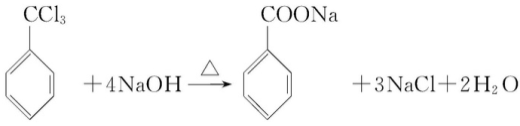 CCl₃ COONa
+4NaOH △ → +3NaCl+2H₂O